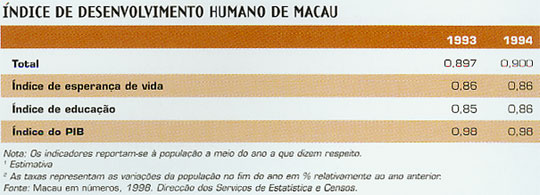 ÍNDICE DE DESENVOLVIMENTO HUMANO DE MACAU
1993 1994
Total 0,897 0,900
Índice de esperança de vida 0,86 0,86
Índice de educação 0,85 0,86
Índice do PIB 0,98 0,98
Nota: Os indicadores reportam-se à população a meio do ano a que dizem respeito.
¹ Estimativa
² As taxas representam as variações da população no fim do ano em % relativamente ao ano anterior.
Fonte: Macau em números, 1998. Direcção dos Serviços de Estatística e Censos.